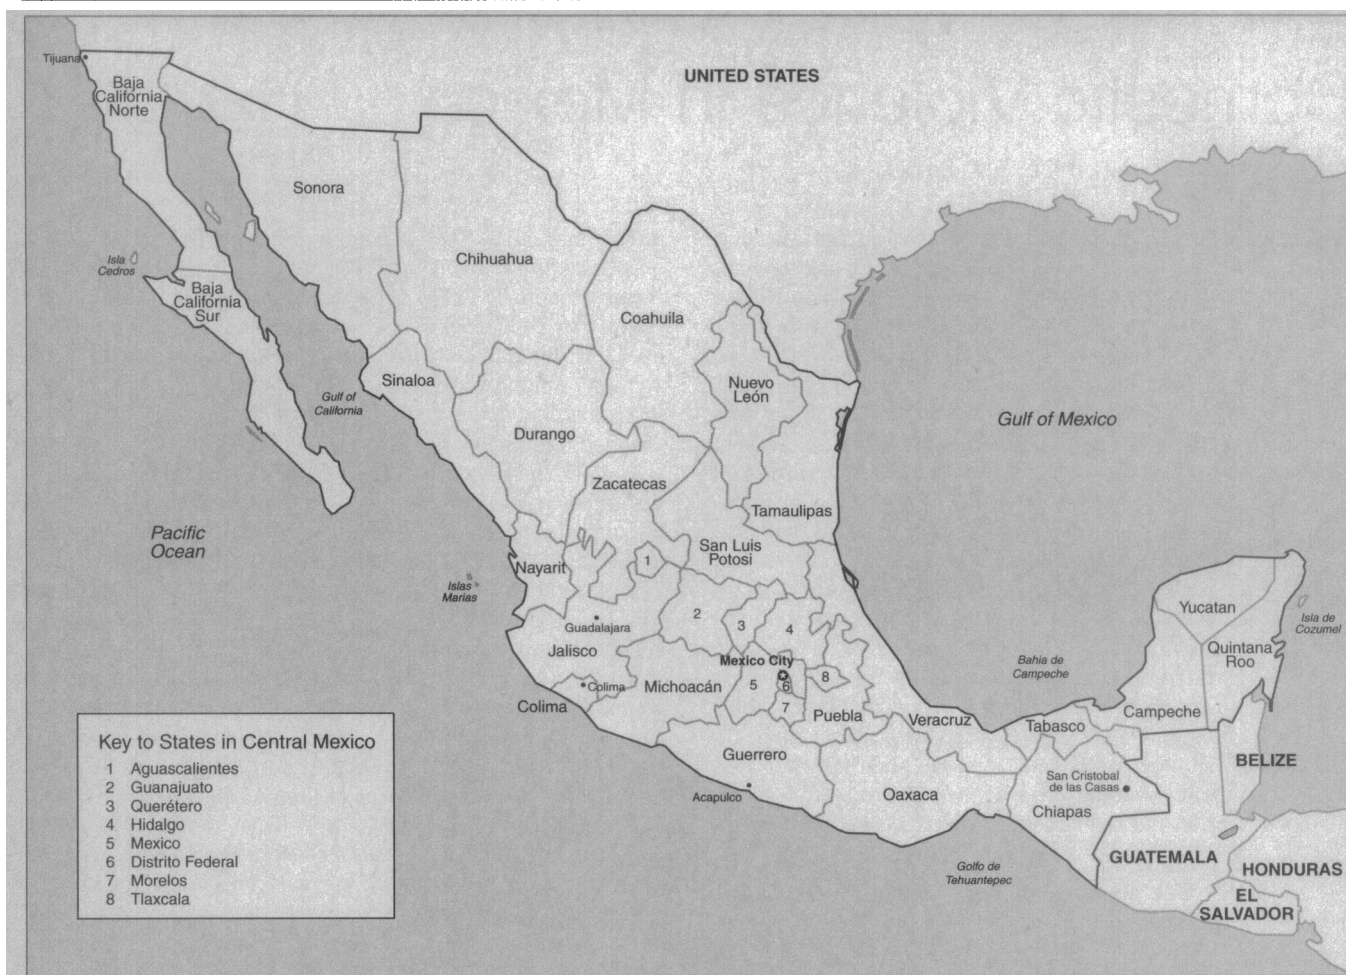 UNITED STATES
Tijuana
Baja
California
Norte
Sonora
Chihuahua
Isla
Cedros
Baja
California
Sur
Coahuila
Sinaloa
Nuevo
León
Gulf of
California
Gulf of Mexico
Durango
Zacatecas
Tamaulipas
Pacific
Ocean
San Luis
Potosi
Nayarit
1
Islas
Marias
Yucatan
Isla de
Cozumel
2
3
4
Guadalajara
Jalisco
Quintana
Roo
Mexico City
Bahia de
Campeche
Colima
Michoacán
5
6
8
7
Colima
Puebla
Veracruz
Tabasco
Campeche
Guerrero
BELIZE
San Cristobal
de las Casas
Acapulco
Oaxaca
Chiapas
GUATEMALA
Golfo de
Tehuantepec
HONDURAS
EL
SALVADOR
Key to States in Central Mexico
1 Aguascalientes
2 Guanajuato
3 Querétero
4 Hidalgo
5 Mexico
6 Distrito Federal
7 Morelos
8 Tlaxcala